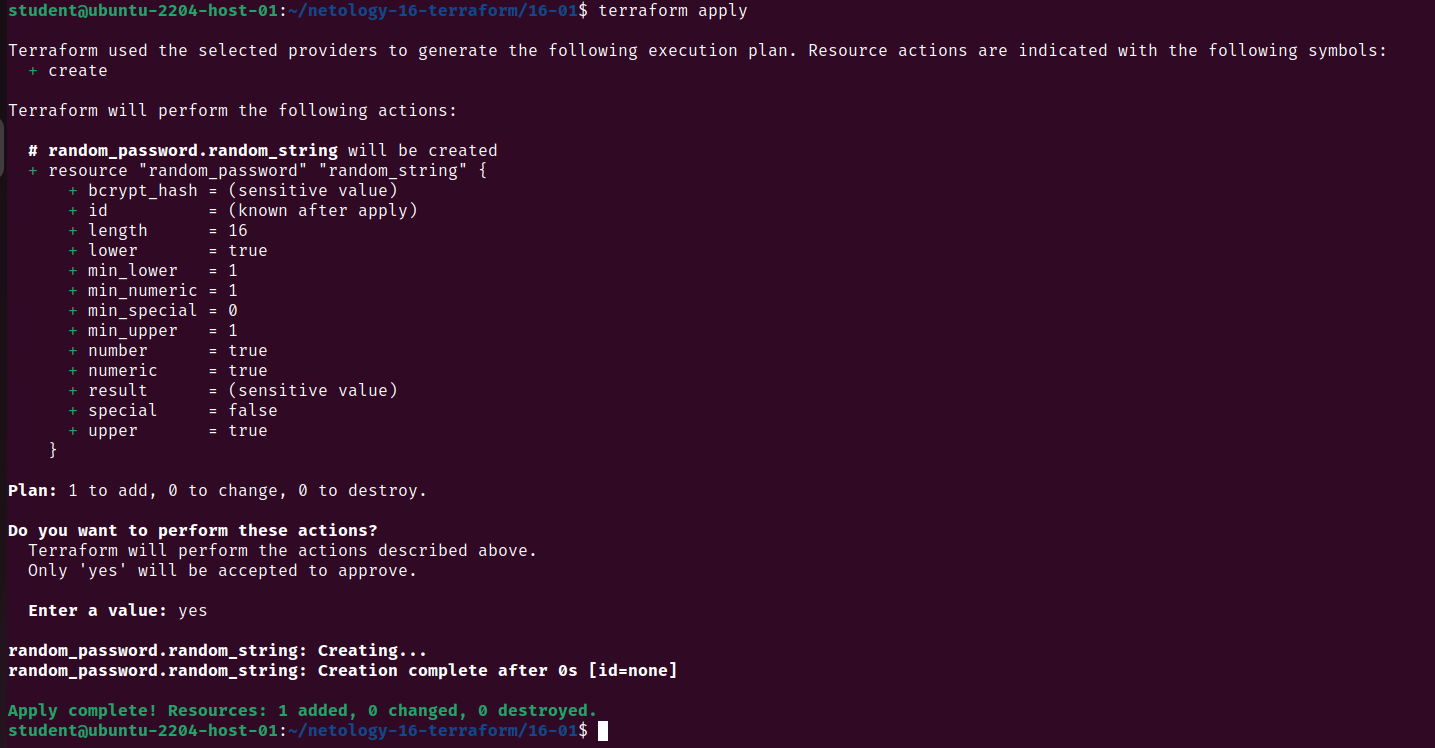 student@ubuntu-2204-host-01:~/netology-16-terraform/16-01$ terraform apply

Terraform used the selected providers to generate the following execution plan. Resource actions are indicated with the following symbols:
  + create

Terraform will perform the following actions:

  # random_password.random_string will be created
  + resource "random_password" "random_string" {
      + bcrypt_hash = (sensitive value)
      + id          = (known after apply)
      + length      = 16
      + lower       = true
      + min_lower   = 1
      + min_numeric = 1
      + min_special = 0
      + min_upper   = 1
      + number      = true
      + numeric     = true
      + result      = (sensitive value)
      + special     = false
      + upper       = true
    }

Plan: 1 to add, 0 to change, 0 to destroy.

Do you want to perform these actions?
  Terraform will perform the actions described above.
  Only 'yes' will be accepted to approve.

  Enter a value: yes

random_password.random_string: Creating...
random_password.random_string: Creation complete after 0s [id=none]

Apply complete! Resources: 1 added, 0 changed, 0 destroyed.
student@ubuntu-2204-host-01:~/netology-16-terraform/16-01$